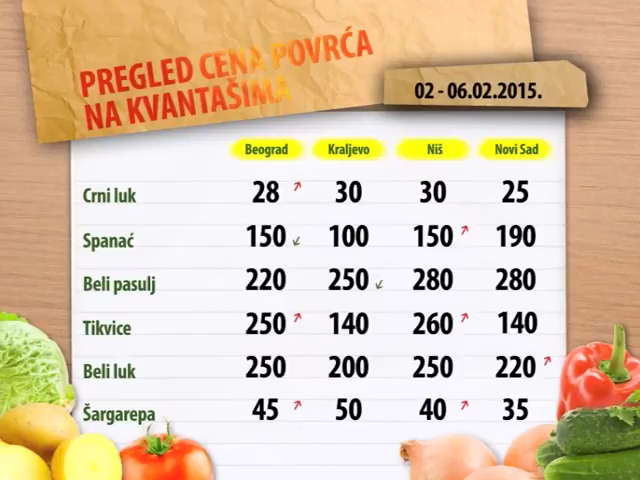 PREGLED CENA POVRĆA
NA KVANTAŠIMA
02 - 06.02.2015.
Beograd Kraljevo Niš Novi Sad
Crni luk 28 30 30 25
Spanać 150 100 150 190
Beli pasulj 220 250 280 280
Tikvice 250 140 260 140
Beli luk 250 200 250 220
Šargarepa 45 50 40 35